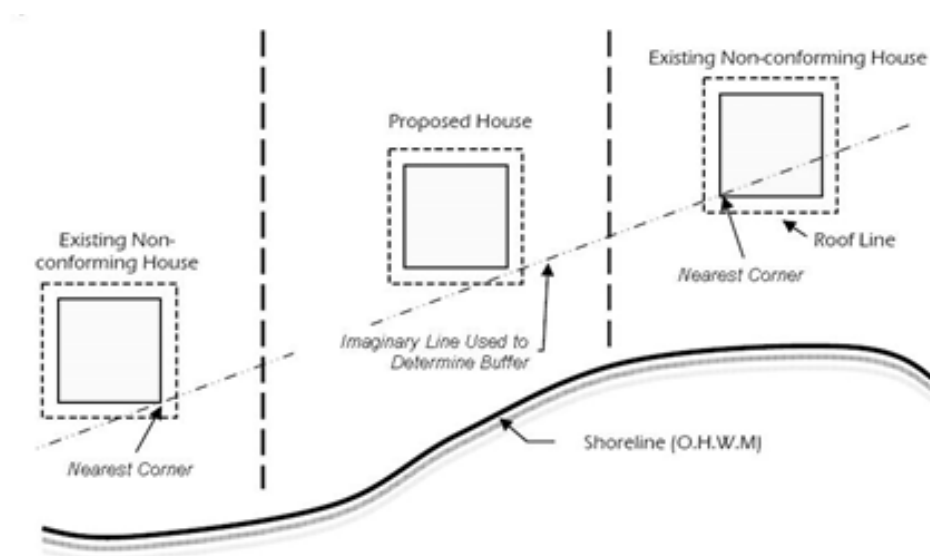 Existing Non-conforming House
Proposed House
Roof Line
Existing Non-
conforming House
Nearest Corner
Imaginary Line Used to
Determine Buffer
Shoreline (O.H.W.M)
Nearest Corner